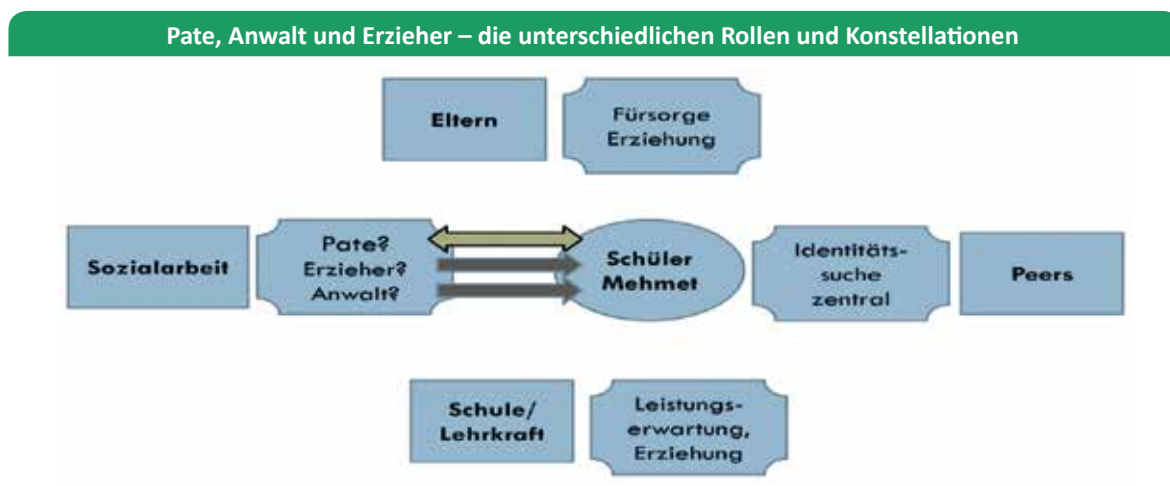 Pate, Anwalt und Erzieher – die unterschiedlichen Rollen und Konstellationen
Eltern
Fürsorge
Erziehung
Sozialarbeit
Pate?
Erzieher?
Anwalt?
Schüler
Mehmet
Identitäts-
suche
zentral
Peers
Schule/
Lehrkraft
Leistungs-
erwartung,
Erziehung